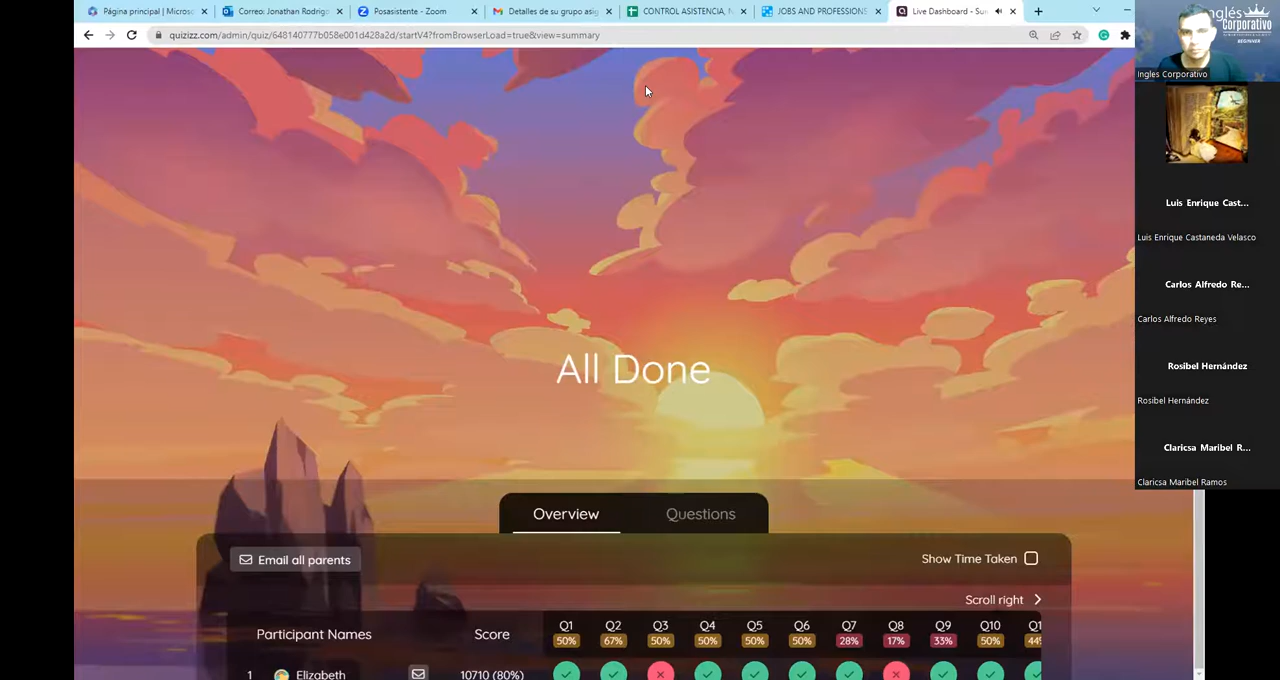 Página principal | Micros
Correo: Jonathan Rodrigo
Posasistente - Zoom
Detalles de su grupo asig
CONTROL ASISTENCIA,
JOBS AND PROFESSIONS
Live Dashboard - Su
quizizz.com/admin/quiz/648140777b058e001d428a2d/startV4?fromBrowserLoad=true&view=summary
Inglés
Corporativo
BEGINNER
Ingles Corporativo
Luis Enrique Cast...
Luis Enrique Castaneda Velasco
Carlos Alfredo Re...
Carlos Alfredo Reyes
Rosibel Hernández
Rosibel Hernández
Claricsa Maribel R...
Claricsa Maribel Ramos
All Done
Overview Questions
Email all parents Show Time Taken
Scroll right
Participant Names Score Q1 Q2 Q3 Q4 Q5 Q6 Q7 Q8 Q9 Q10 Q1
50% 67% 50% 50% 50% 50% 28% 17% 33% 50% 44%
1 Elizabeth 10710 (80%)